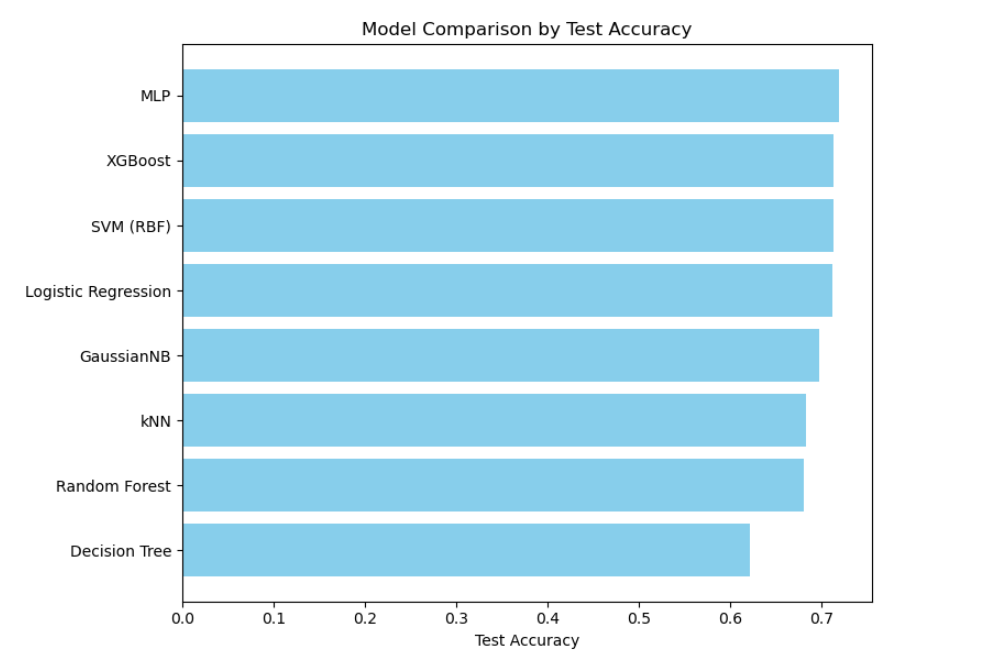 Model Comparison by Test Accuracy
MLP
XGBoost
SVM (RBF)
Logistic Regression
GaussianNB
kNN
Random Forest
Decision Tree
0.0 0.1 0.2 0.3 0.4 0.5 0.6 0.7
Test Accuracy